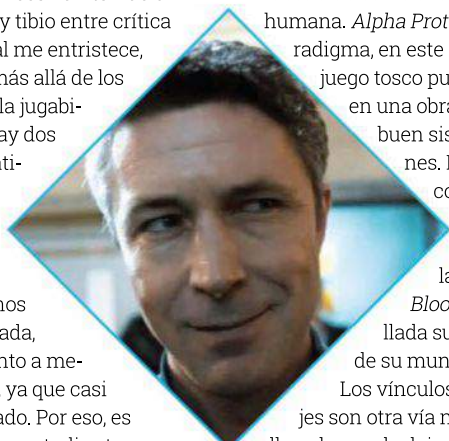 y tibio entre crítica
al me entristece,
más allá de los
la jugabi-
ay dos
ati-
nos
ada,
nto a me-
, ya que casi
ado. Por eso, es
humana. Alpha Prot
radigma, en este
juego tosco pu
en una obra
buen sis
nes.
co
la
Bloo
llada su
de su mun
Los vínculos
jes son otra vía